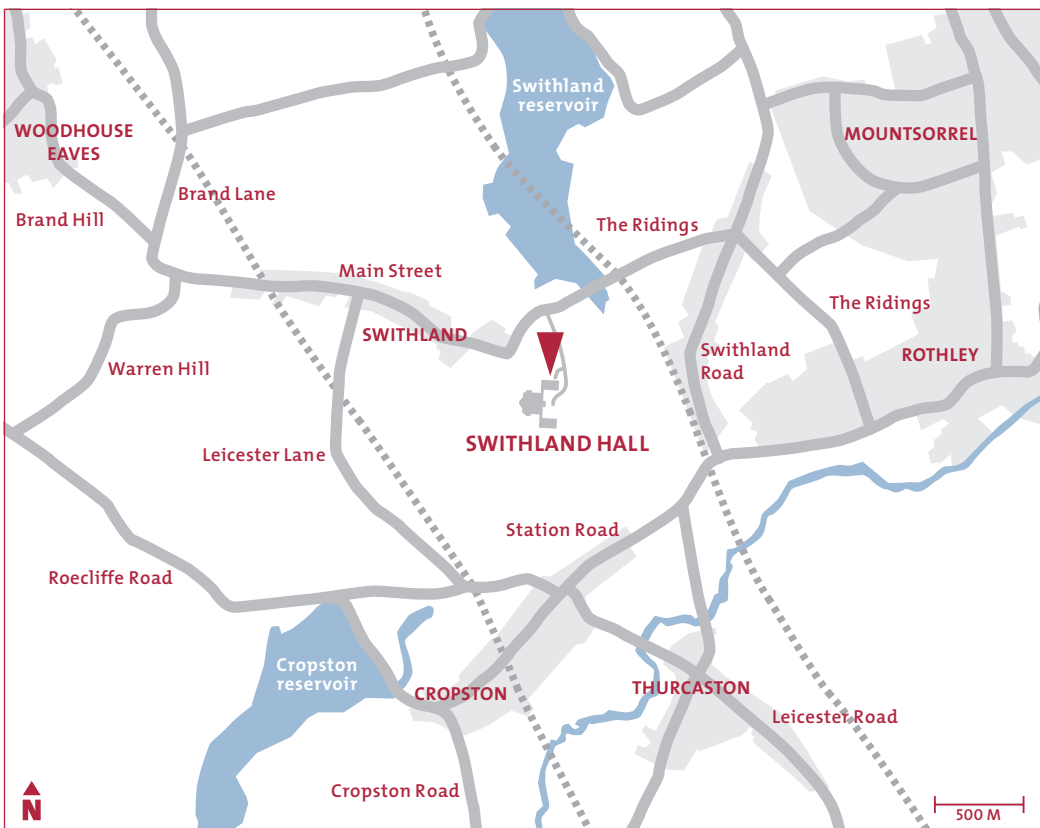 Swithland
reservoir
WOODHOUSE
EAVES
MOUNTSORREL
Brand Lane
Brand Hill
The Ridings
Main Street
The Ridings
SWITHLAND
Swithland
Road
ROTHLEY
Warren Hill
SWITHLAND HALL
Leicester Lane
Station Road
Roecliffe Road
Cropston
reservoir
CROPSTON
THURCASTON
Leicester Road
Cropston Road
N
500 M